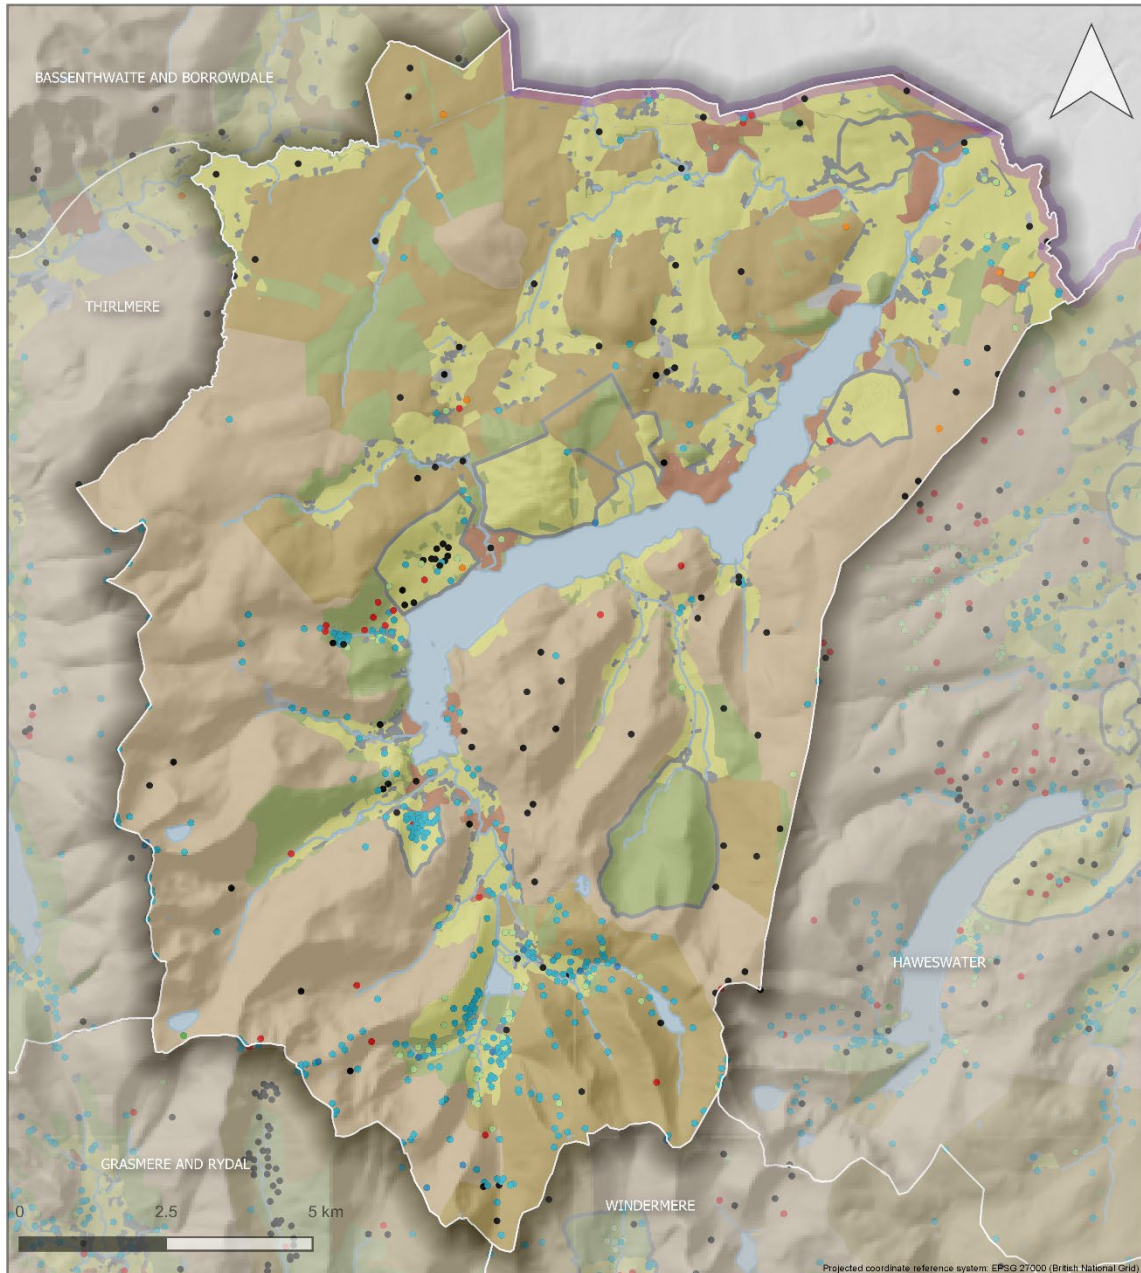 BASSENTHWAITE AND BORROWDALE
THIRLMERE
HAWESWATER
GRASMERE AND RYDAL
WINDERMERE
0 2.5 5 km
Projected coordinate reference system: EPSG 27000 (British National Grid)